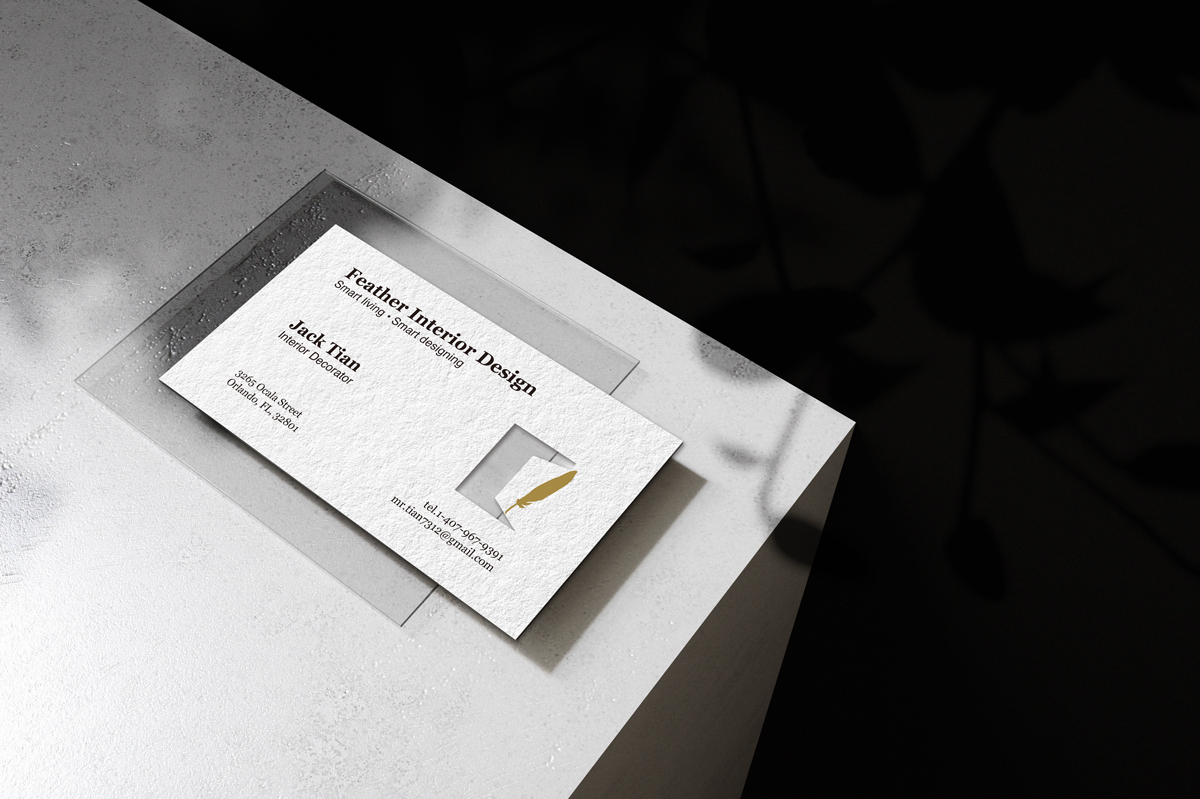 Feather Interior Design
Smart living • Smart designing
Jack Tian
Interior Decorator
3265 Ocala Street
Orlando, FL, 32801
tel.1-407-967-9391
mr.tian7312@gmail.com